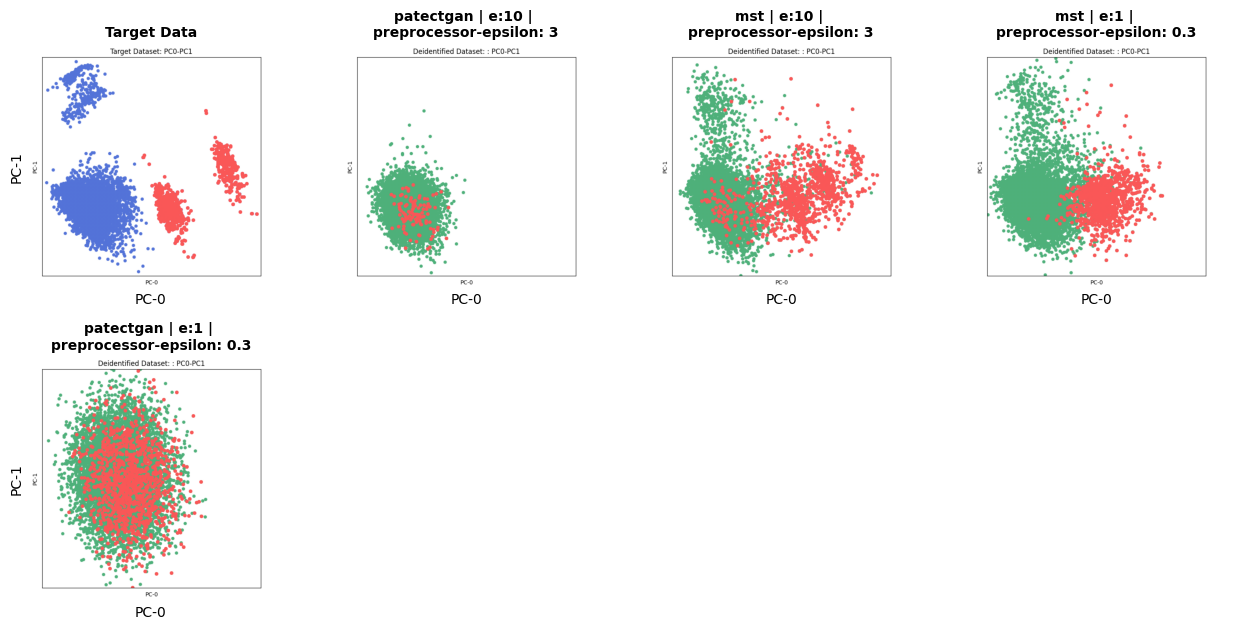 Target Data
Target Dataset: PC0-PC1
PC-1
PC-1
PC-0
PC-0
patectgan | e:10 |
preprocessor-epsilon: 3
Deidentified Dataset: : PC0-PC1
PC-1
PC-0
PC-0
mst | e:10 |
preprocessor-epsilon: 3
Deidentified Dataset: : PC0-PC1
PC-1
PC-0
PC-0
mst | e:1 |
preprocessor-epsilon: 0.3
Deidentified Dataset: : PC0-PC1
PC-1
PC-0
PC-0
patectgan | e:1 |
preprocessor-epsilon: 0.3
Deidentified Dataset: : PC0-PC1
PC-1
PC-1
PC-0
PC-0